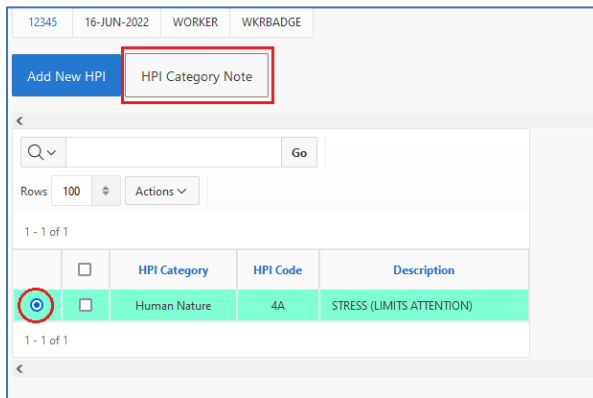 12345 16-JUN-2022 WORKER WKRBADGE
Add New HPI HPI Category Note
Go
Rows 100 Actions
1 - 1 of 1
HPI Category HPI Code Description
Human Nature 4A STRESS (LIMITS ATTENTION)
1 - 1 of 1